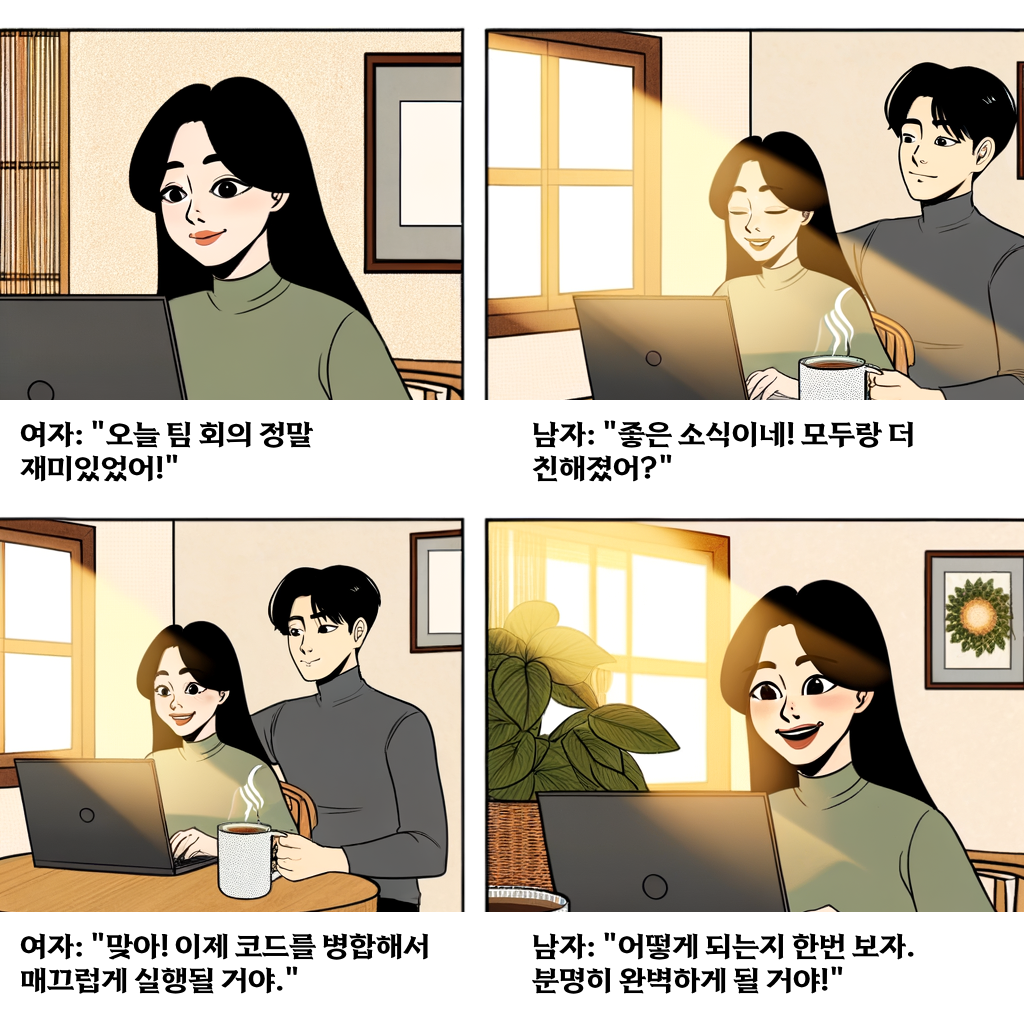 여자: "오늘 팀 회의 정말
재미있었어!"
남자: "좋은 소식이네! 모두랑 더
친해졌어?"
여자: "맞아! 이제 코드를 병합해서
매끄럽게 실행될 거야."
남자: "어떻게 되는지 한번 보자.
분명히 완벽하게 될 거야!"